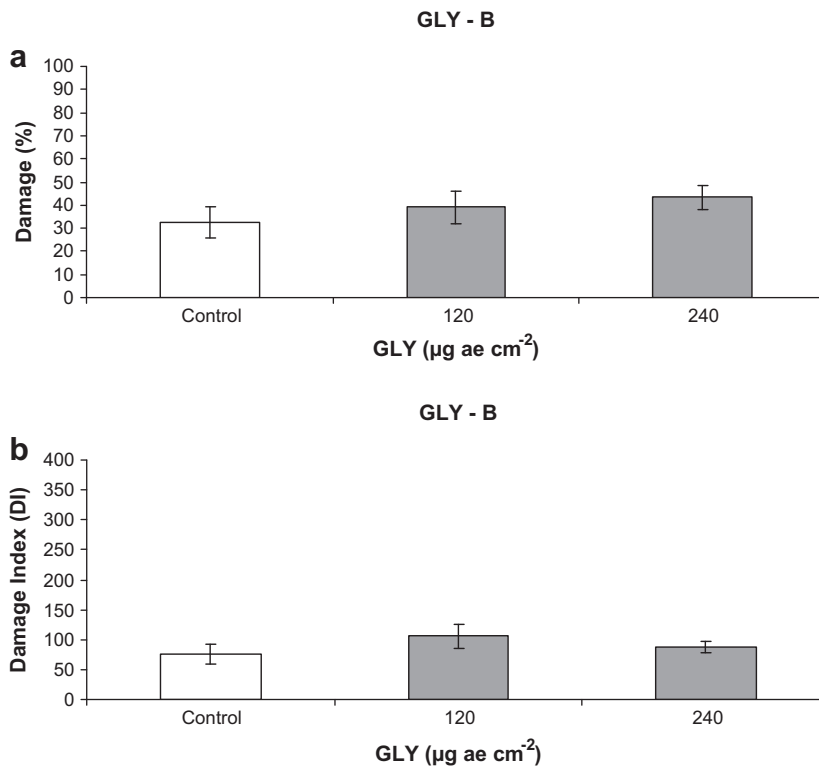 GLY - B
a
100
90
80
70
60
50
40
30
20
10
0
Damage (%)
Control 120 240
GLY (µg ae cm-2)
GLY - B
b
400
350
300
250
200
150
100
50
0
Damage Index (DI)
Control 120 240
GLY (µg ae cm-2)